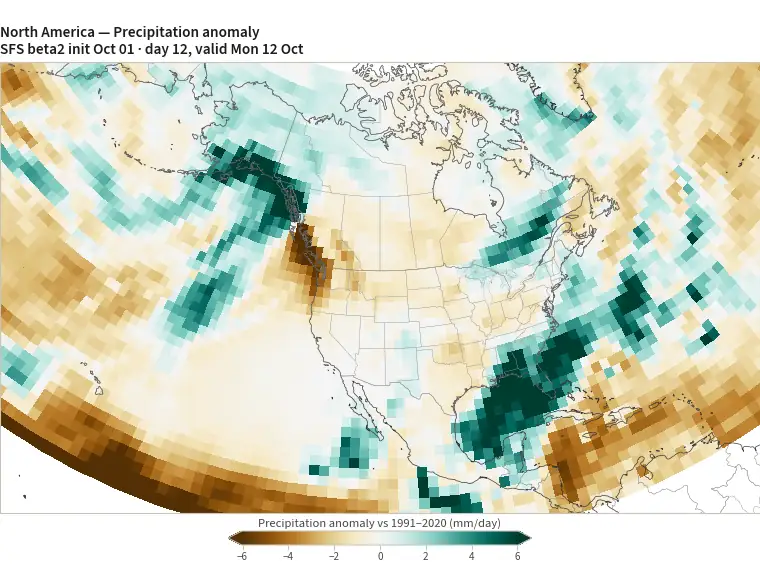 North America — Precipitation anomaly
SFS beta2 init Oct 01 · day 12, valid Mon 12 Oct
Precipitation anomaly vs 1991–2020 (mm/day)
−6 −4 −2 0 2 4 6